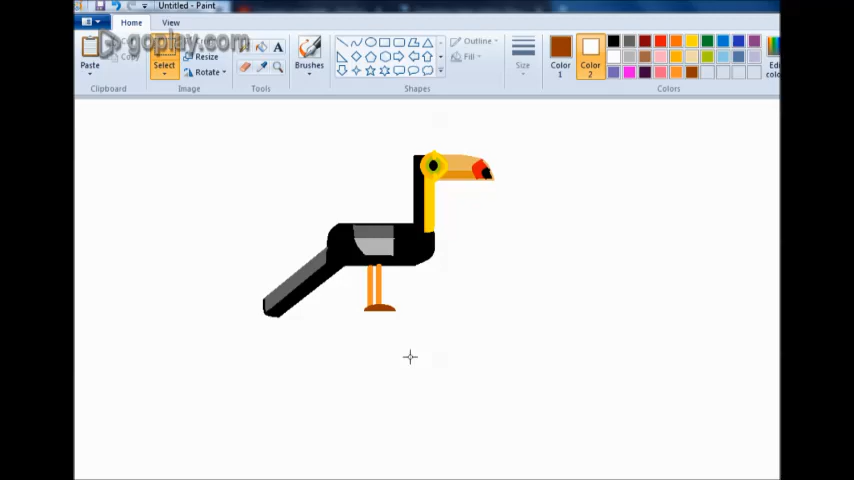 Untitled - Paint
Home View
goplay.com
Paste
Copy
Select
Resize
Rotate
A
Brushes
Outline
Fill
Size
Color
1
Color
2
Clipboard
Image
Tools
Shapes
Colors